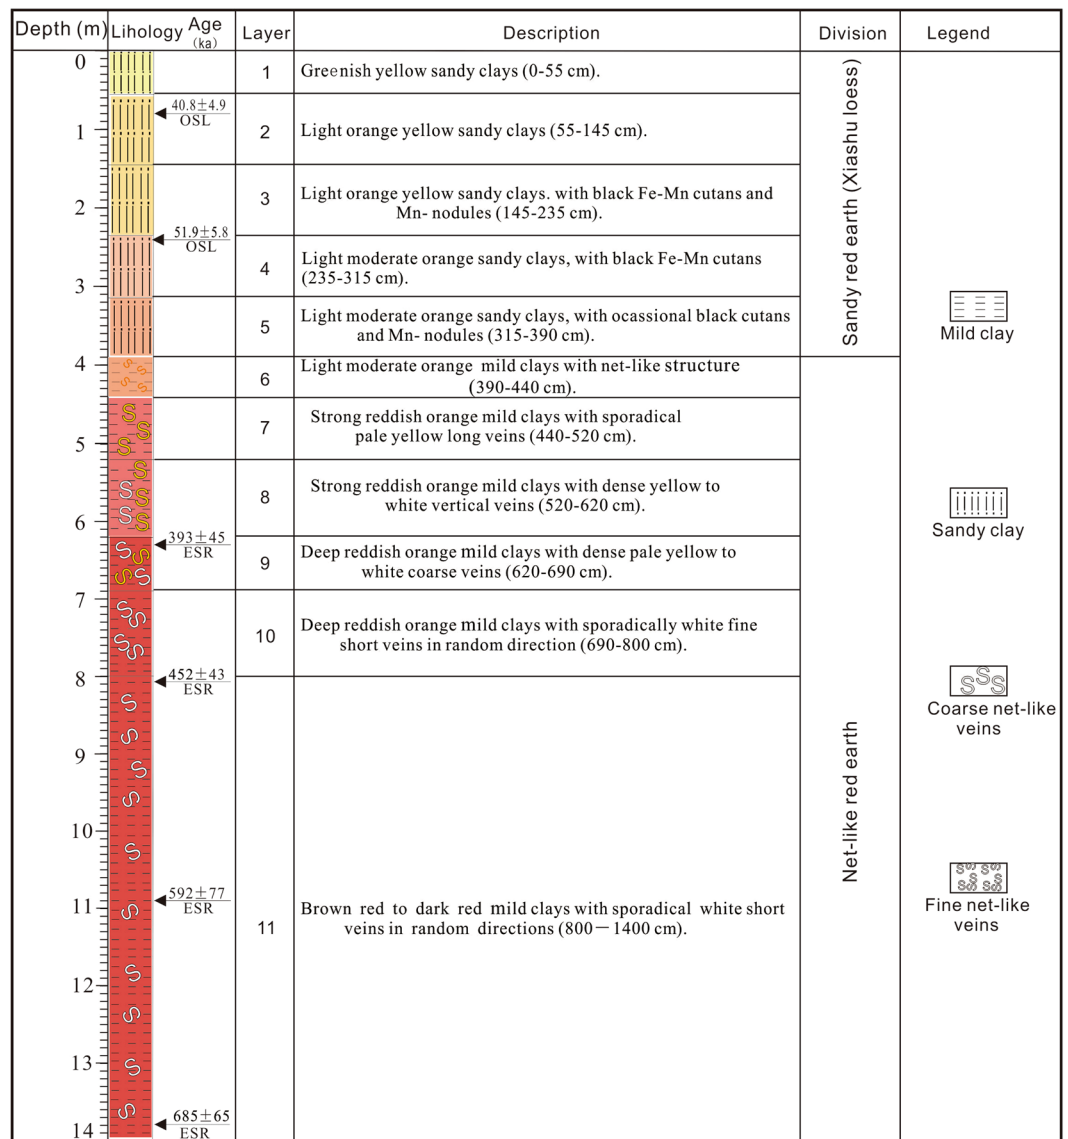 Depth (m) Lihology Age (ka) Layer Description Division Legend
0
1
2
3
4
5
6
7
8
9
10
11
12
13
14
40.8±4.9
OSL
51.9±5.8
OSL
393±45
ESR
452±43
ESR
592±77
ESR
685±65
ESR
1 Greenish yellow sandy clays (0-55 cm).
2 Light orange yellow sandy clays (55-145 cm).
3 Light orange yellow sandy clays. with black Fe-Mn cutans and
Mn- nodules (145-235 cm).
4 Light moderate orange sandy clays, with black Fe-Mn cutans
(235-315 cm).
5 Light moderate orange sandy clays, with ocassional black cutans
and Mn- nodules (315-390 cm).
6 Light moderate orange mild clays with net-like structure
(390-440 cm).
7 Strong reddish orange mild clays with sporadical
pale yellow long veins (440-520 cm).
8 Strong reddish orange mild clays with dense yellow to
white vertical veins (520-620 cm).
9 Deep reddish orange mild clays with dense pale yellow to
white coarse veins (620-690 cm).
10 Deep reddish orange mild clays with sporadically white fine
short veins in random direction (690-800 cm).
11 Brown red to dark red mild clays with sporadical white short
veins in random directions (800－1400 cm).
Sandy red earth (Xiashu loess)
Net-like red earth
Mild clay
Sandy clay
Coarse net-like
veins
Fine net-like
veins